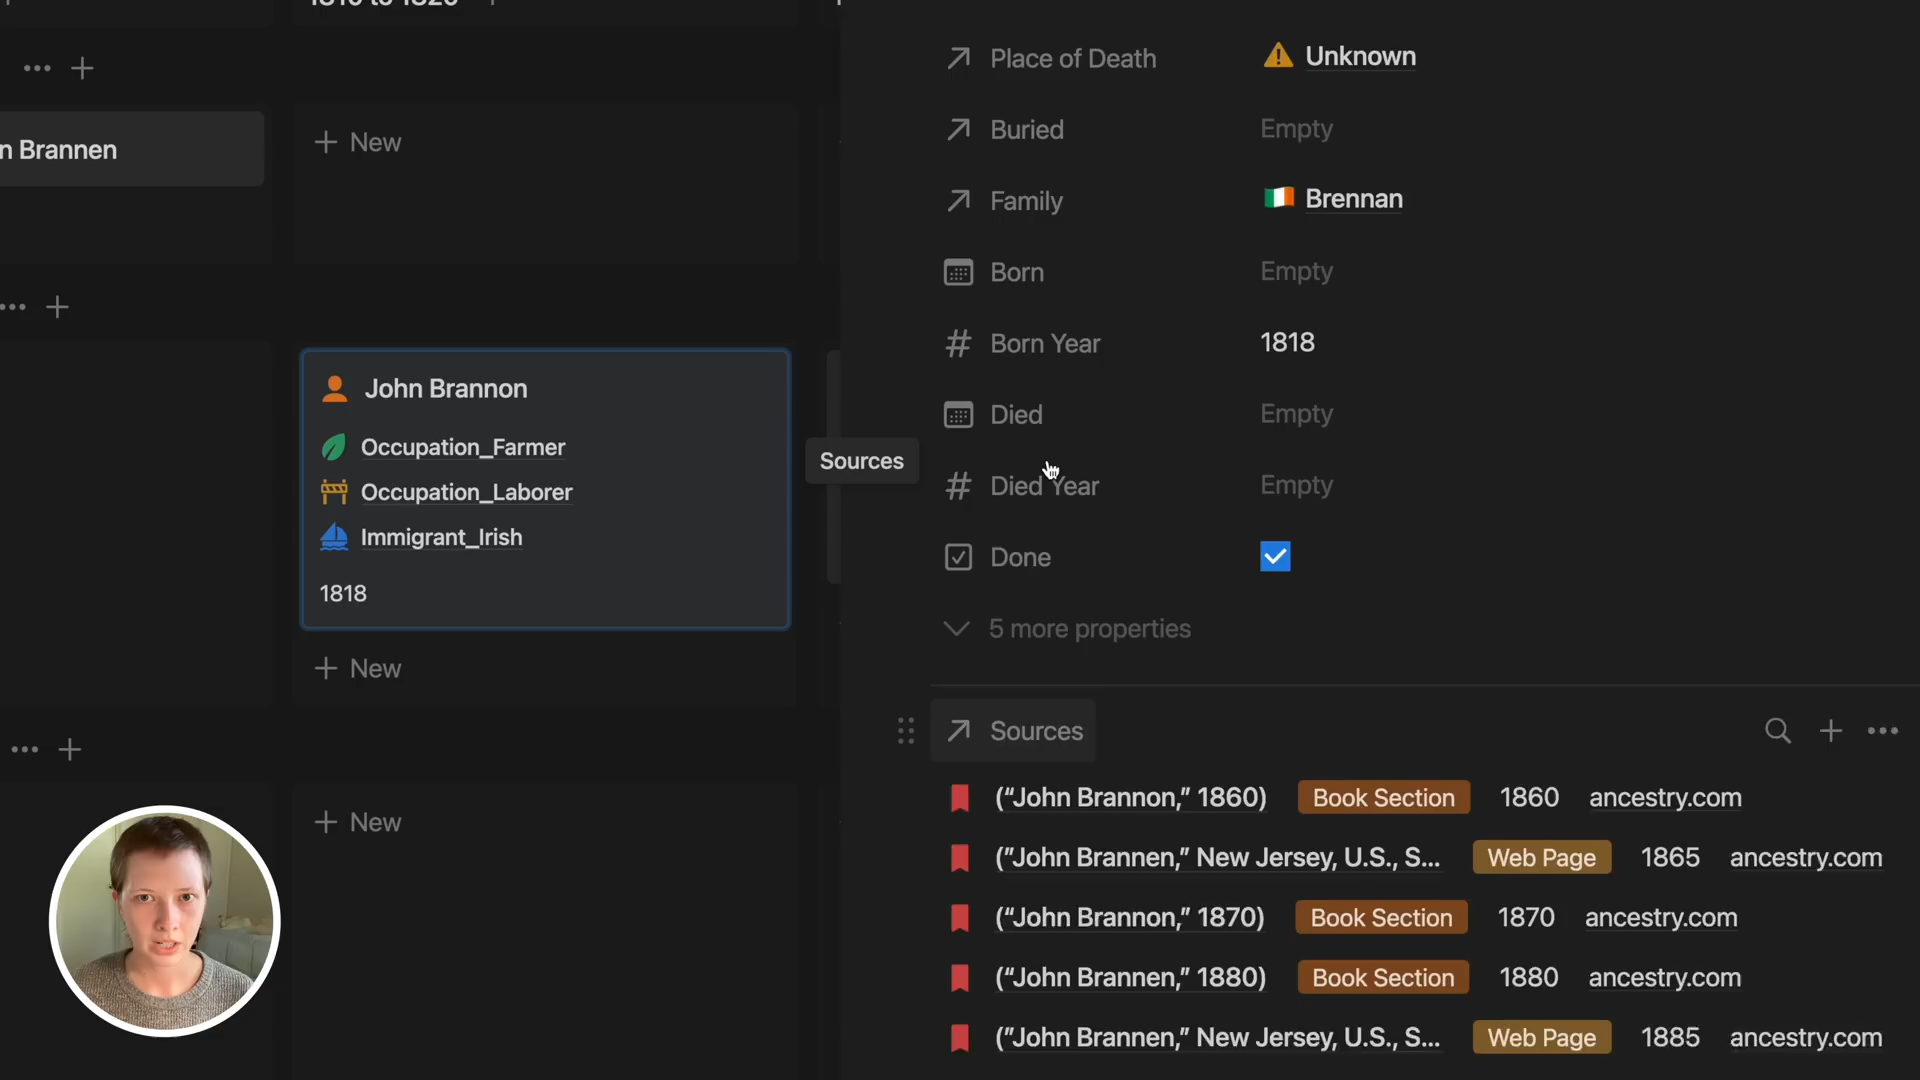 n Brannen
New
John Brannon
Occupation_Farmer
Occupation_Laborer
Immigrant_Irish
1818
New
New
Sources
Place of Death Unknown
Buried Empty
Family Brennan
Born Empty
Born Year 1818
Died Empty
Died Year Empty
Done
5 more properties
Sources
(“John Brannon,” 1860) Book Section 1860 ancestry.com
(”John Brannen,” New Jersey, U.S., S... Web Page 1865 ancestry.com
(“John Brannon,” 1870) Book Section 1870 ancestry.com
(”John Brannen,” 1880) Book Section 1880 ancestry.com
(”John Brannen,” New Jersey, U.S., S... Web Page 1885 ancestry.com